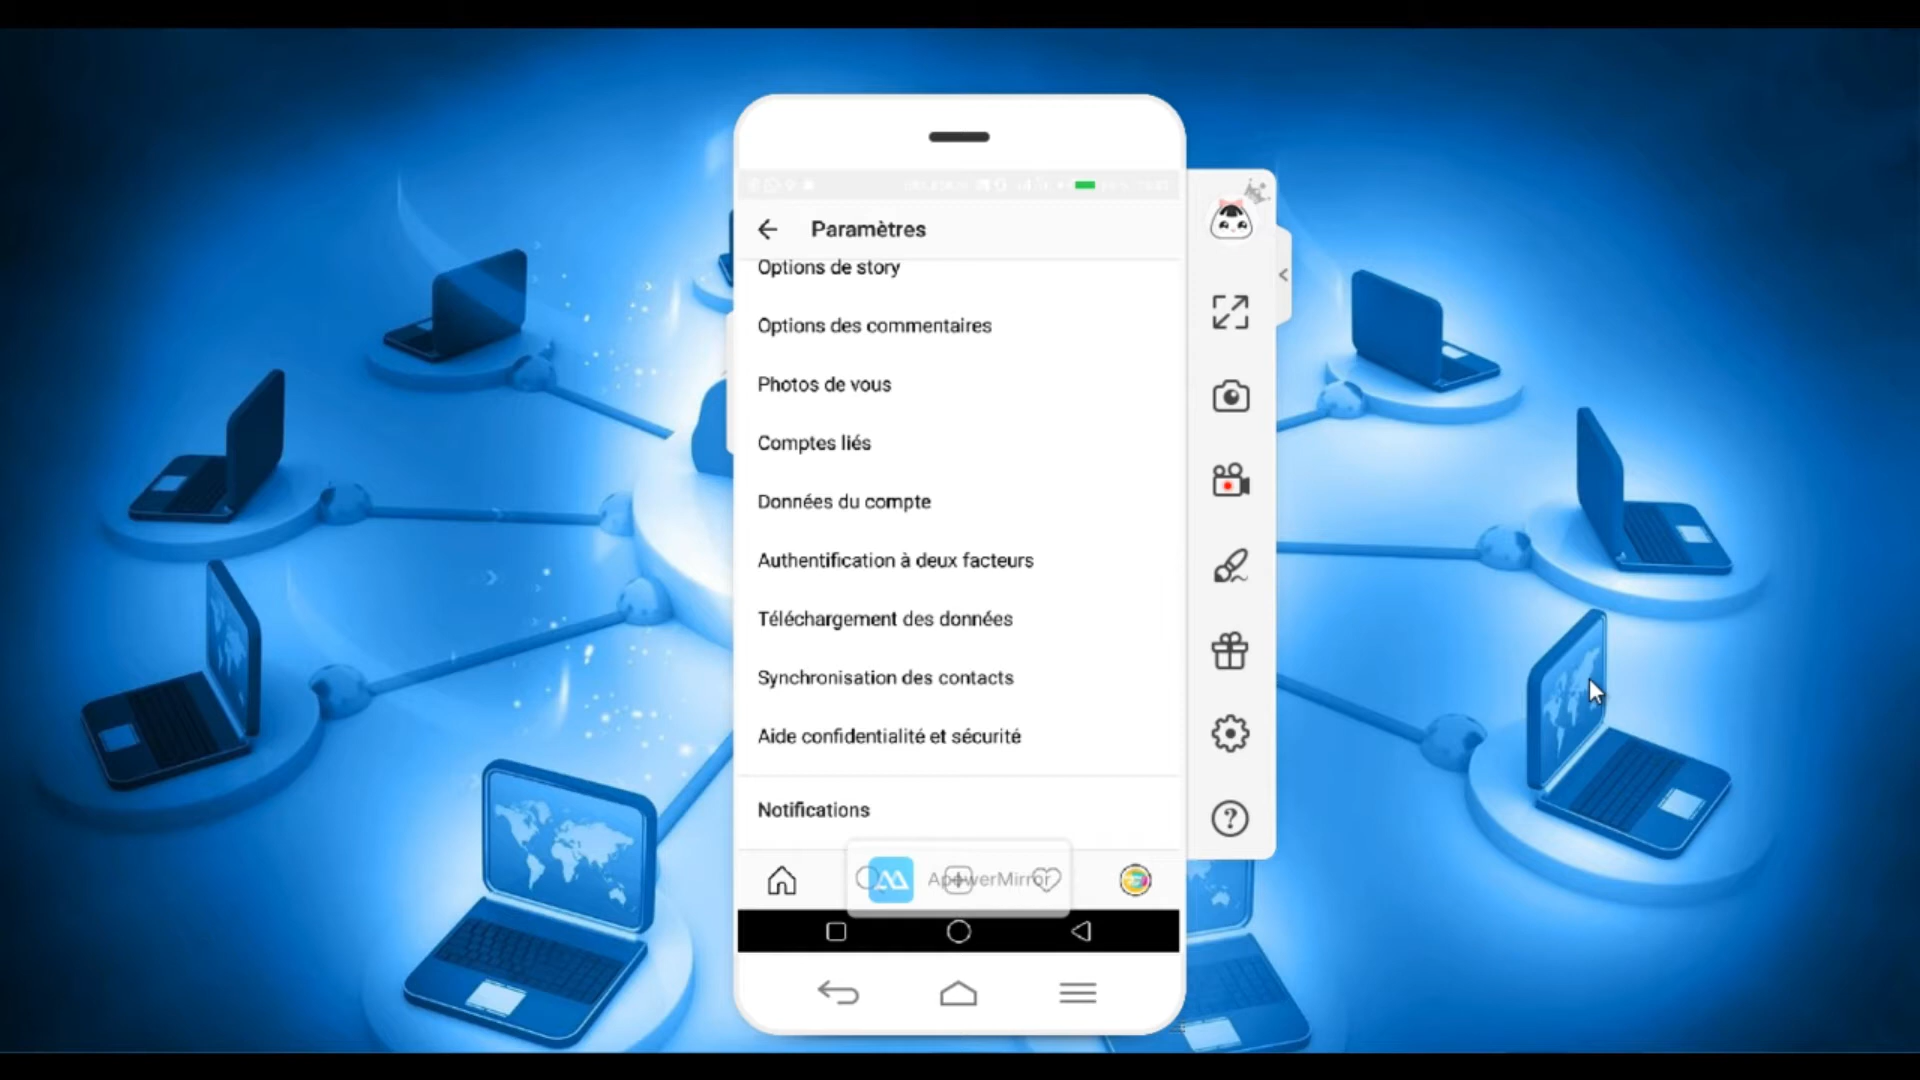 Paramètres
Options de story
Options des commentaires
Photos de vous
Comptes liés
Données du compte
Authentification à deux facteurs
Téléchargement des données
Synchronisation des contacts
Aide confidentialité et sécurité
Notifications
ApowerMirror